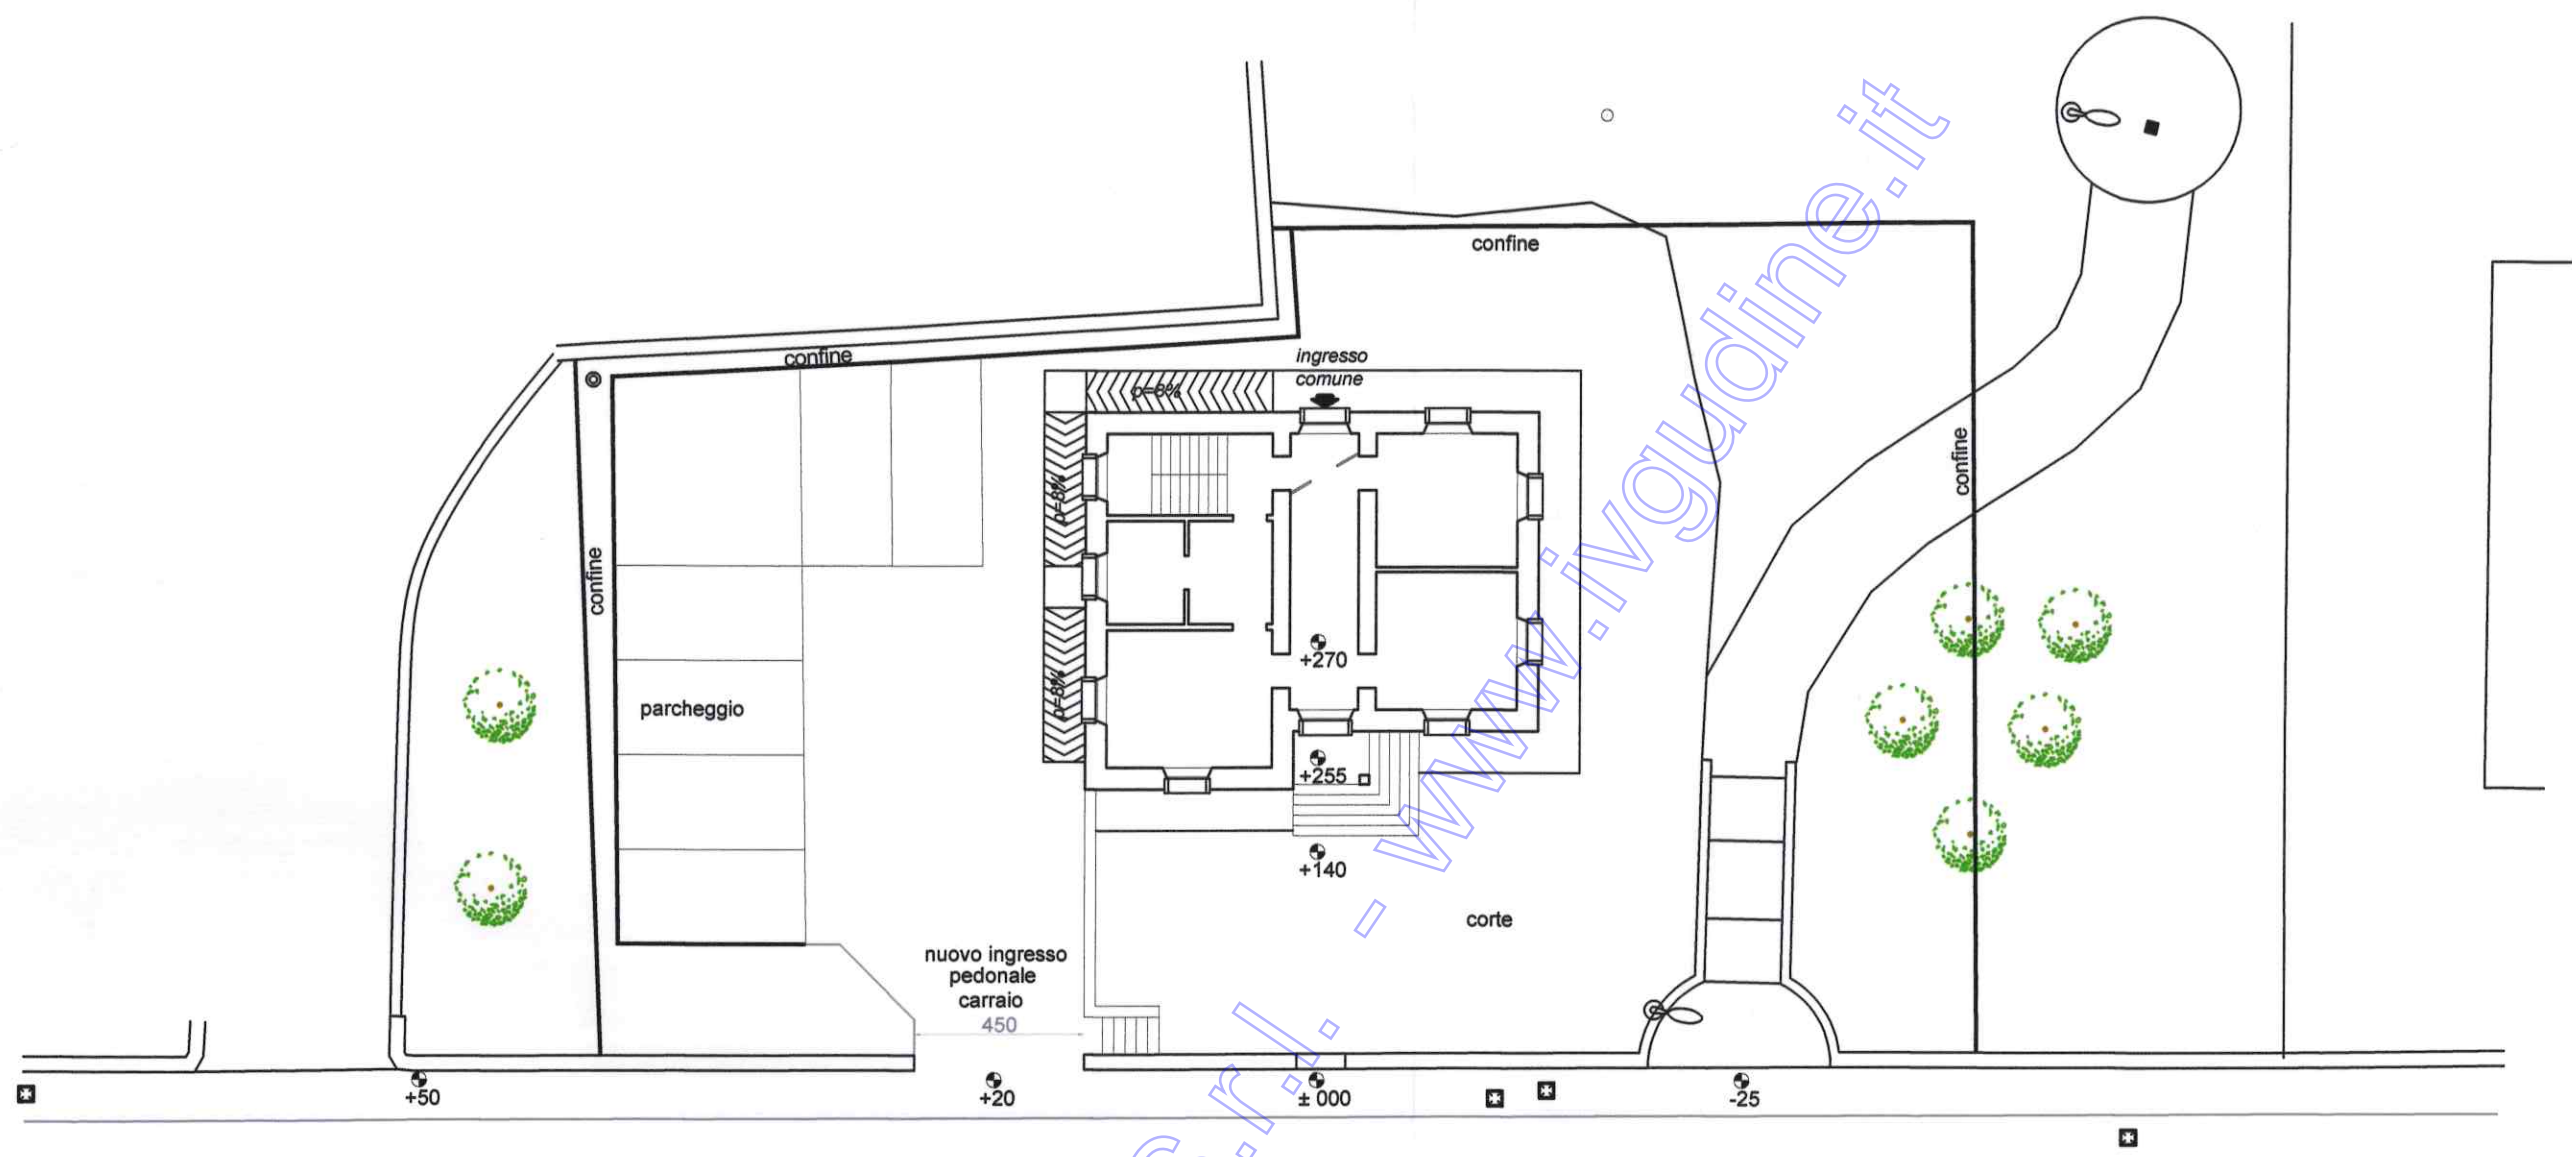 confine
confine
ingresso
comune
p=8%
confine
p=8%
confine
+270
p=8%
parcheggio
+255
+140
corte
nuovo ingresso
pedonale
carraio
450
+50
+20
± 000
-25
s.r.l. - www.ivgudine.it